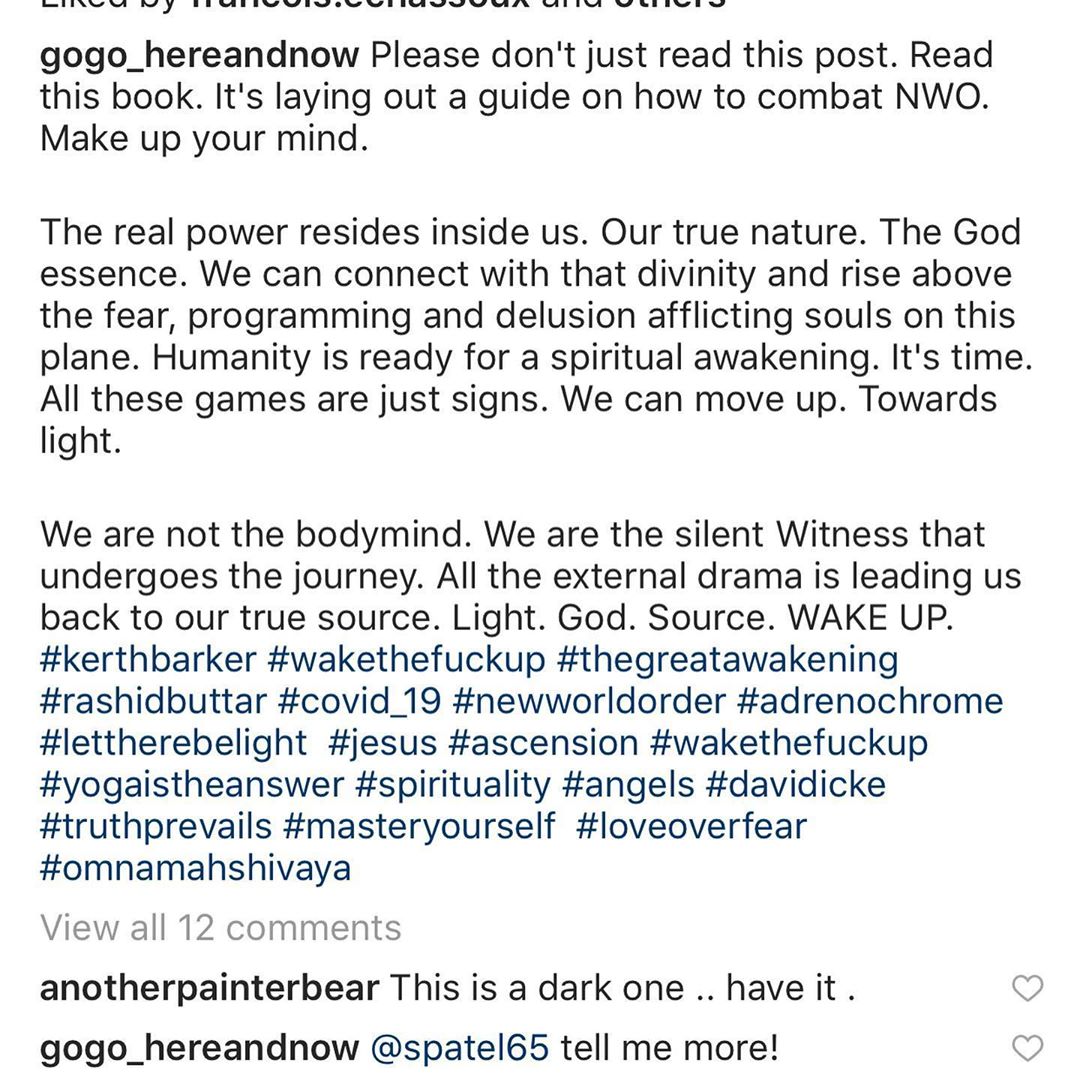 Liked by francois.echassoux and others
gogo_hereandnow Please don't just read this post. Read
this book. It's laying out a guide on how to combat NWO.
Make up your mind.
The real power resides inside us. Our true nature. The God
essence. We can connect with that divinity and rise above
the fear, programming and delusion afflicting souls on this
plane. Humanity is ready for a spiritual awakening. It's time.
All these games are just signs. We can move up. Towards
light.
We are not the bodymind. We are the silent Witness that
undergoes the journey. All the external drama is leading us
back to our true source. Light. God. Source. WAKE UP.
#kerthbarker #wakethefuckup #thegreatawakening
#rashidbuttar #covid_19 #newworldorder #adrenochrome
#lettherebelight #jesus #ascension #wakethefuckup
#yogaistheanswer #spirituality #angels #davidicke
#truthprevails #masteryourself #loveoverfear
#omnamahshivaya
View all 12 comments
anotherpainterbear This is a dark one .. have it .
gogo_hereandnow @spatel65 tell me more!